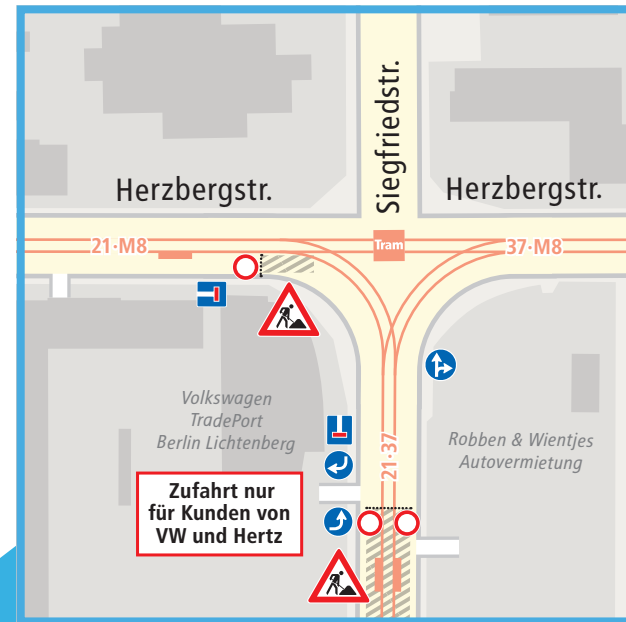 Siegfriedstr.
Herzbergstr.
Herzbergstr.
21·M8
Tram
37·M8
Volkswagen
TradePort
Berlin Lichtenberg
Robben & Wientjes
Autovermietung
21·37
Zufahrt nur
für Kunden von
VW und Hertz